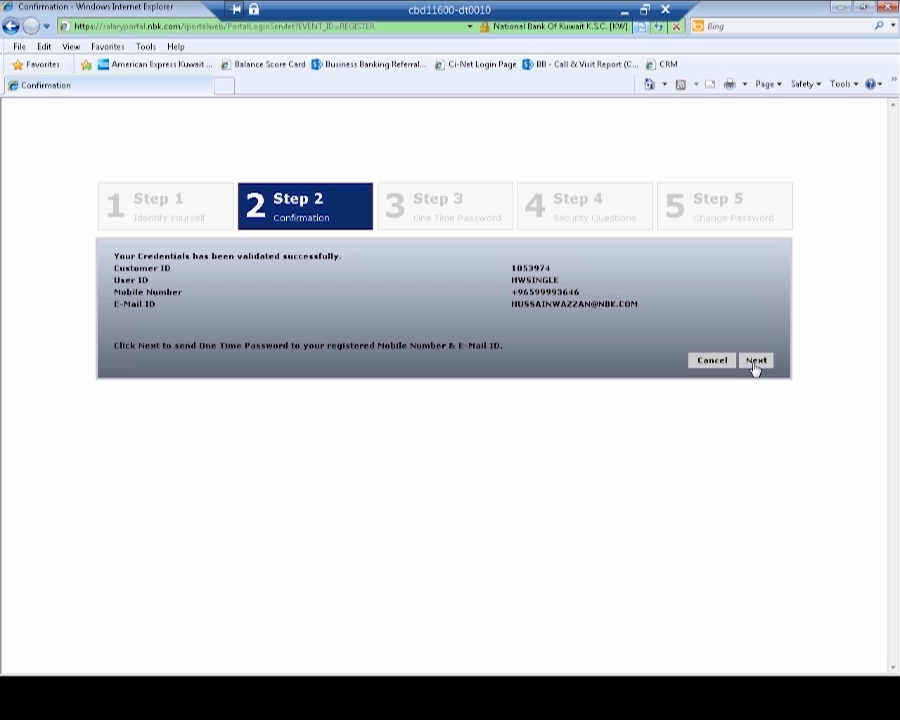 Confirmation - Windows Internet Explorer
cbd11600-dt0010
https://salaryportal.nbk.com/iportalweb/PortalLoginServlet?EVENT_ID=REGISTER
National Bank Of Kuwait K.S.C. [KW]
Bing
File Edit View Favorites Tools Help
Favorites American Express Kuwait ... Balance Score Card Business Banking Referral... Ci-Net Login Page BB - Call & Visit Report (C... CRM
Confirmation
Page Safety Tools
1 Step 1 Identify Yourself
2 Step 2 Confirmation
3 Step 3 One Time Password
4 Step 4 Security Questions
5 Step 5 Change Password
Your Credentials has been validated successfully.
Customer ID 1053974
User ID HWSINGLE
Mobile Number +96599993646
E-Mail ID HUSSAINWAZZAN@NBK.COM
Click Next to send One Time Password to your registered Mobile Number & E-Mail ID.
Cancel Next